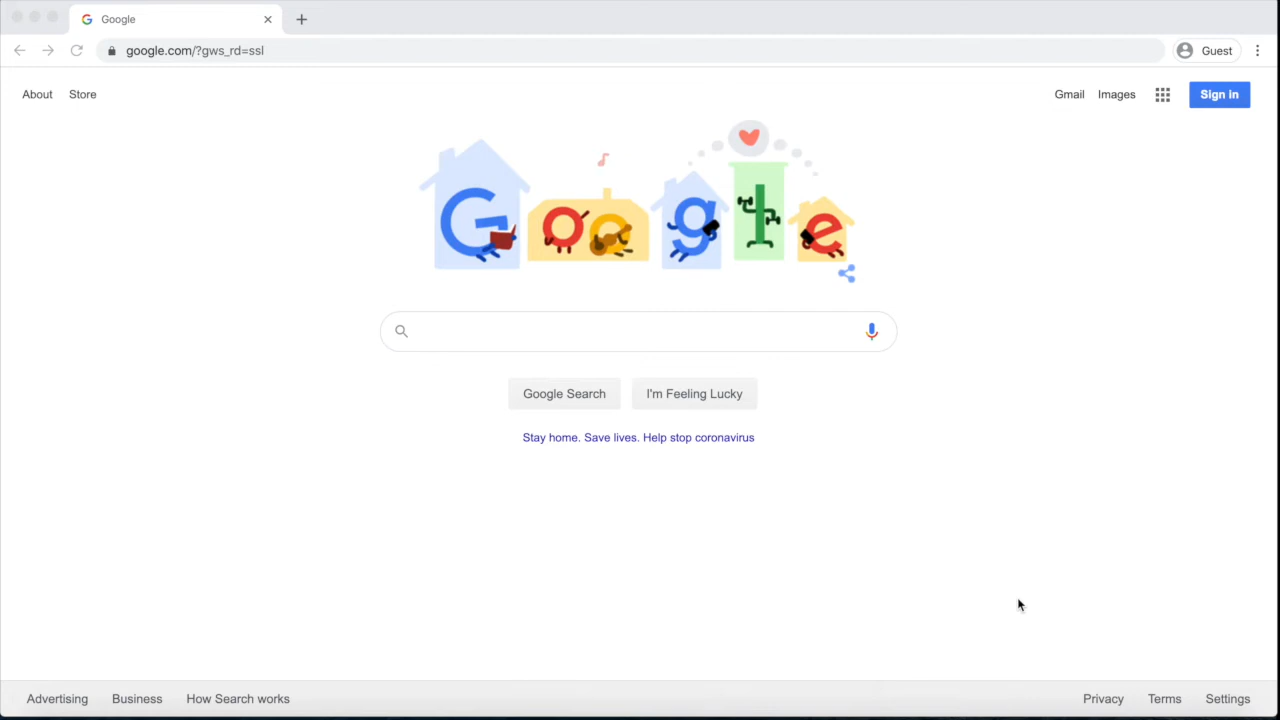 Google
google.com/?gws_rd=ssl
Guest
About Store
Gmail Images Sign in
Google
Google Search I'm Feeling Lucky
Stay home. Save lives. Help stop coronavirus
Advertising Business How Search works
Privacy Terms Settings